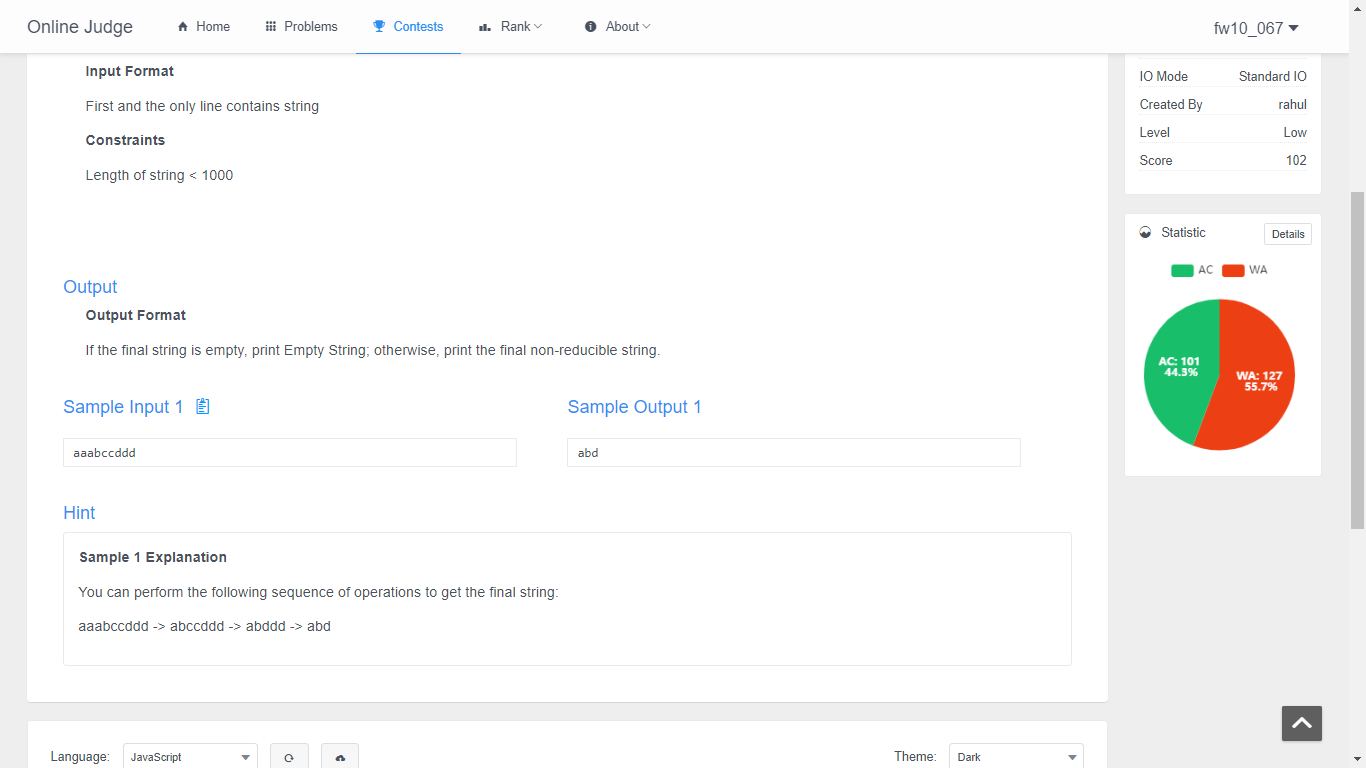 Online Judge Home Problems Contests Rank About fw10_067
Input Format
First and the only line contains string
Constraints
Length of string < 1000
Output
Output Format
If the final string is empty, print Empty String; otherwise, print the final non-reducible string.
Sample Input 1 Sample Output 1
aaabccddd abd
Hint
Sample 1 Explanation
You can perform the following sequence of operations to get the final string:
aaabccddd -> abccddd -> abddd -> abd
Language: JavaScript Theme: Dark
IO Mode Standard IO
Created By rahul
Level Low
Score 102
Statistic Details
AC WA
AC: 101
44.3%
WA: 127
55.7%